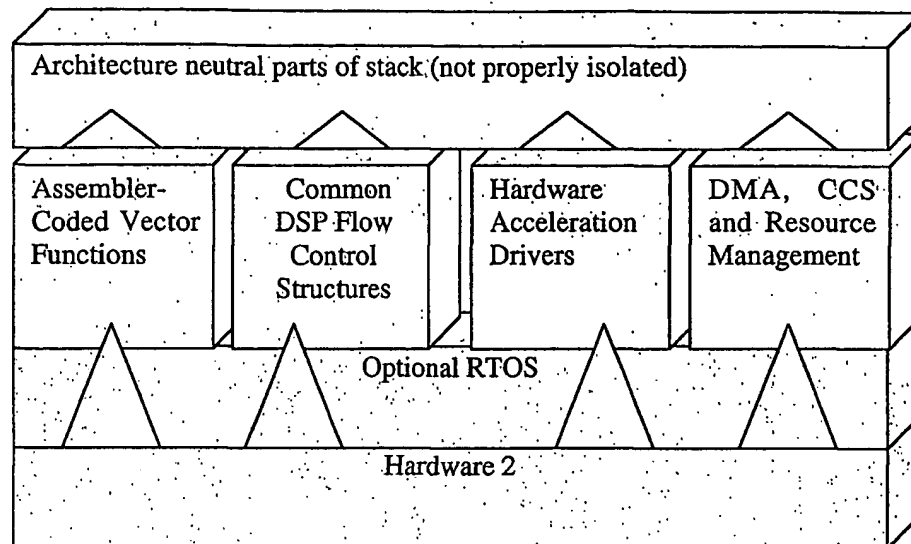 Architecture neutral parts of stack (not properly isolated)
Assembler-
Coded Vector
Functions
Common
DSP Flow
Control
Structures
Hardware
Acceleration
Drivers
DMA, CCS
and Resource
Management
Optional RTOS
Hardware 2